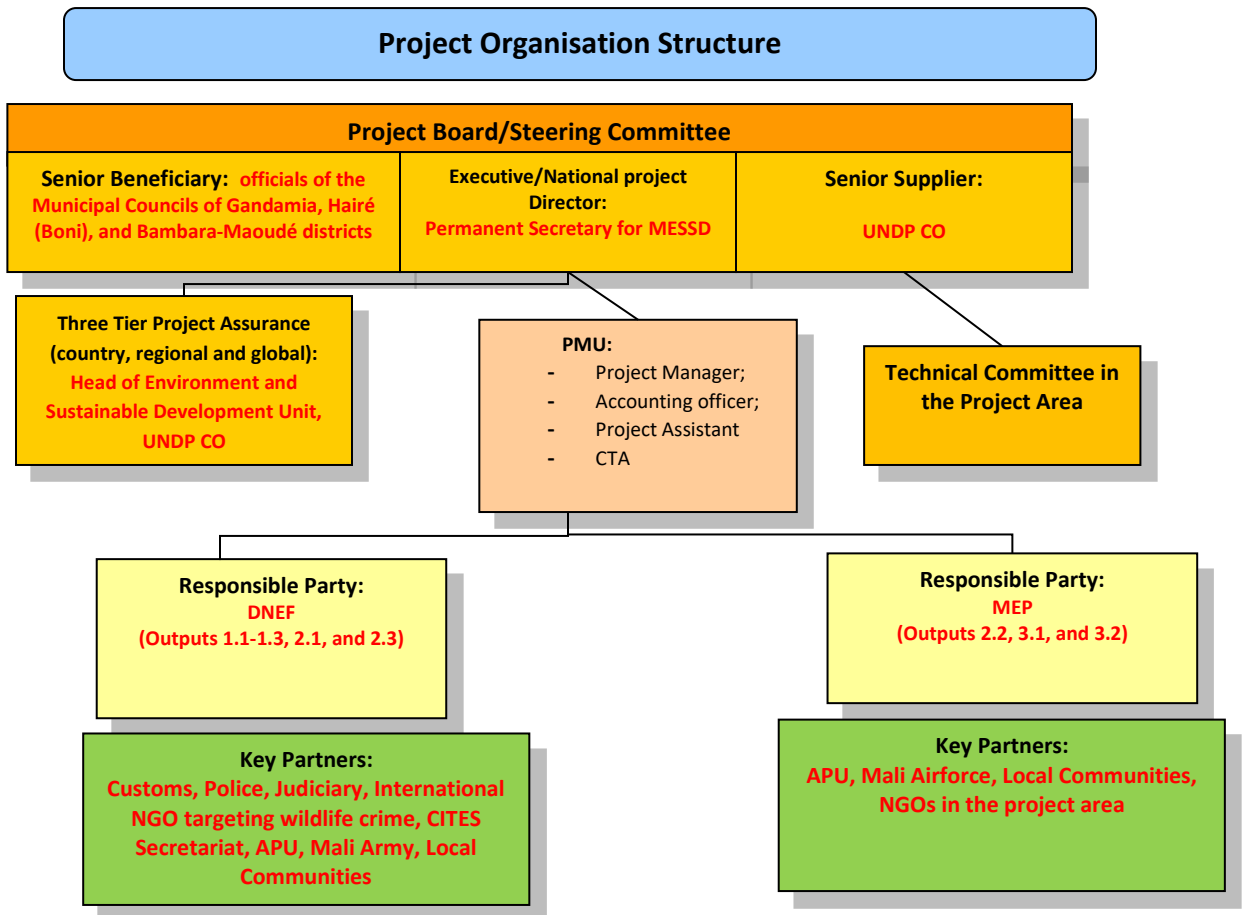 Project Organisation Structure
Project Board/Steering Committee
Senior Beneficiary: officials of the
Municipal Councils of Gandamia, Hairé
(Boni), and Bambara-Maoudé districts
Executive/National project
Director:
Permanent Secretary for MESSD
Senior Supplier:
UNDP CO
Three Tier Project Assurance
(country, regional and global):
Head of Environment and
Sustainable Development Unit,
UNDP CO
PMU:
- Project Manager;
- Accounting officer;
- Project Assistant
- CTA
Technical Committee in
the Project Area
Responsible Party:
DNEF
(Outputs 1.1-1.3, 2.1, and 2.3)
Responsible Party:
MEP
(Outputs 2.2, 3.1, and 3.2)
Key Partners:
Customs, Police, Judiciary, International
NGO targeting wildlife crime, CITES
Secretariat, APU, Mali Army, Local
Communities
Key Partners:
APU, Mali Airforce, Local Communities,
NGOs in the project area